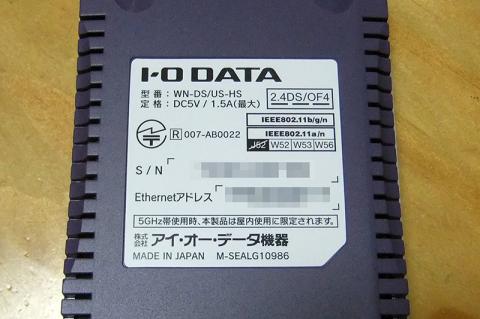 I-O DATA
型 番 : WN-DS/US-HS
定 格 : DC5V / 1.5A(最大)
2.4DS/OF4
R 007-AB0022
IEEE802.11b/g/n
IEEE802.11a/n
J52 W52 W53 W56
S / N
Ethernetアドレス
5GHz帯使用時、本製品は屋内使用に限定されます。
株式会社 アイ・オー・データ機器
MADE IN JAPAN M-SEALG10986